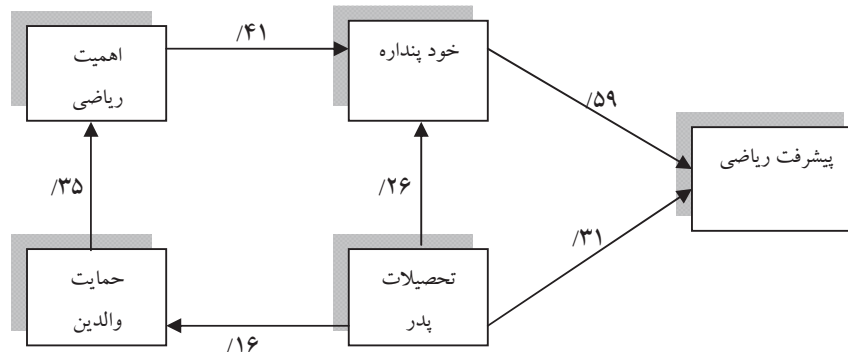 اهمیت
ریاضی
/۴۱
خود پنداره
/۵۹
پیشرفت ریاضی
/۳۵
/۲۶
/۳۱
حمایت
والدین
تحصیلات
پدر
/۱۶